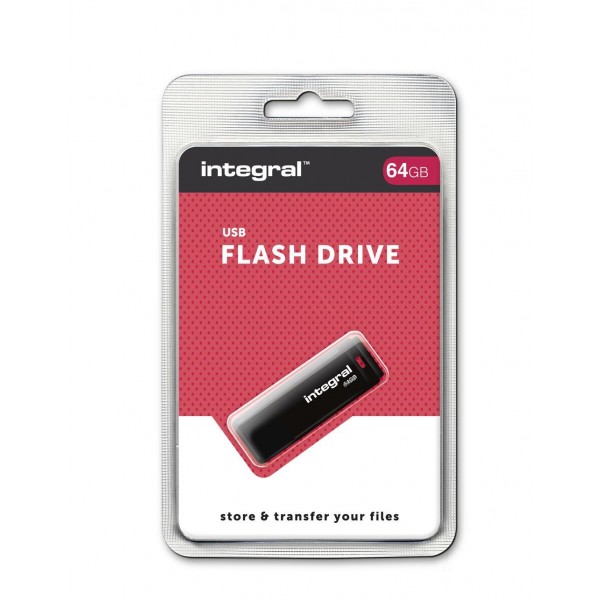 integral™
64GB
USB
FLASH DRIVE
integral
64GB
store & transfer your files